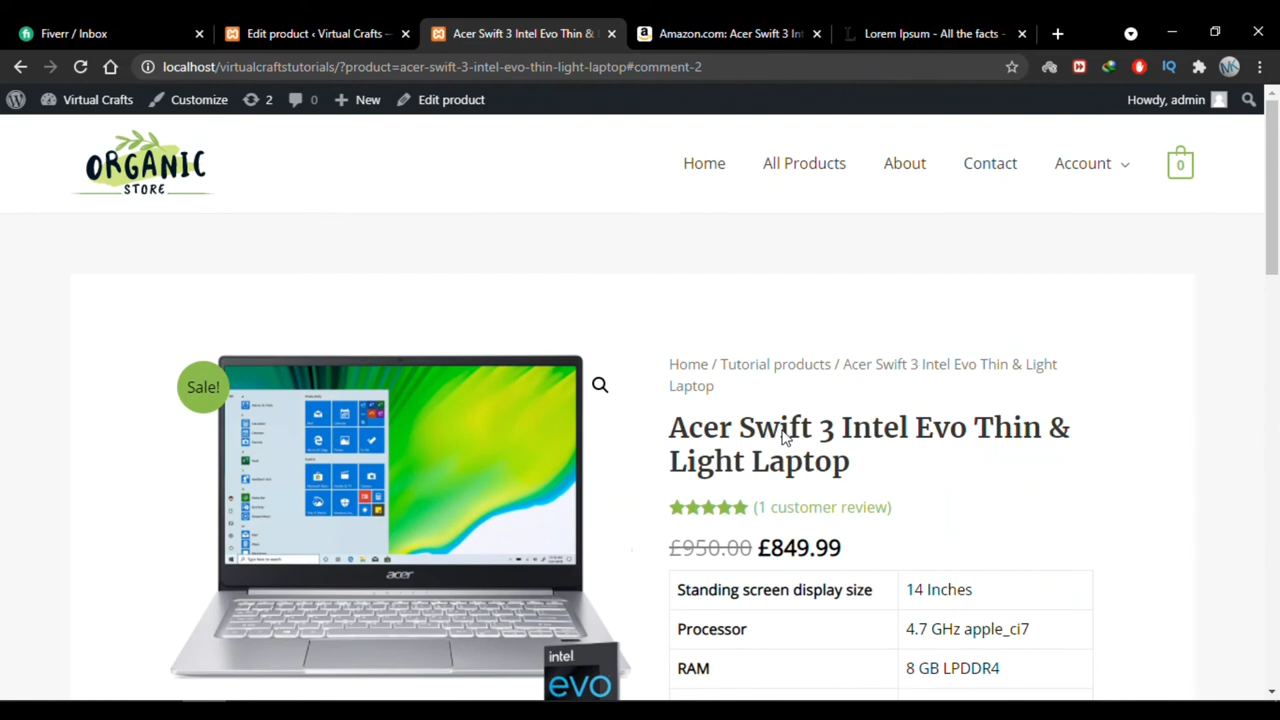 Fiverr / Inbox
Edit product ‹ Virtual Crafts —
Acer Swift 3 Intel Evo Thin &
Amazon.com: Acer Swift 3 Int
Lorem Ipsum - All the facts -
localhost/virtualcraftstutorials/?product=acer-swift-3-intel-evo-thin-light-laptop#comment-2
IQ
NK
Virtual Crafts
Customize
2
0
New
Edit product
Howdy, admin
ORGANIC
STORE
Home
All Products
About
Contact
Account
0
Sale!
acer
intel
evo
Home / Tutorial products / Acer Swift 3 Intel Evo Thin & Light
Laptop
Acer Swift 3 Intel Evo Thin &
Light Laptop
(1 customer review)
£950.00 £849.99
Standing screen display size 14 Inches
Processor 4.7 GHz apple_ci7
RAM 8 GB LPDDR4